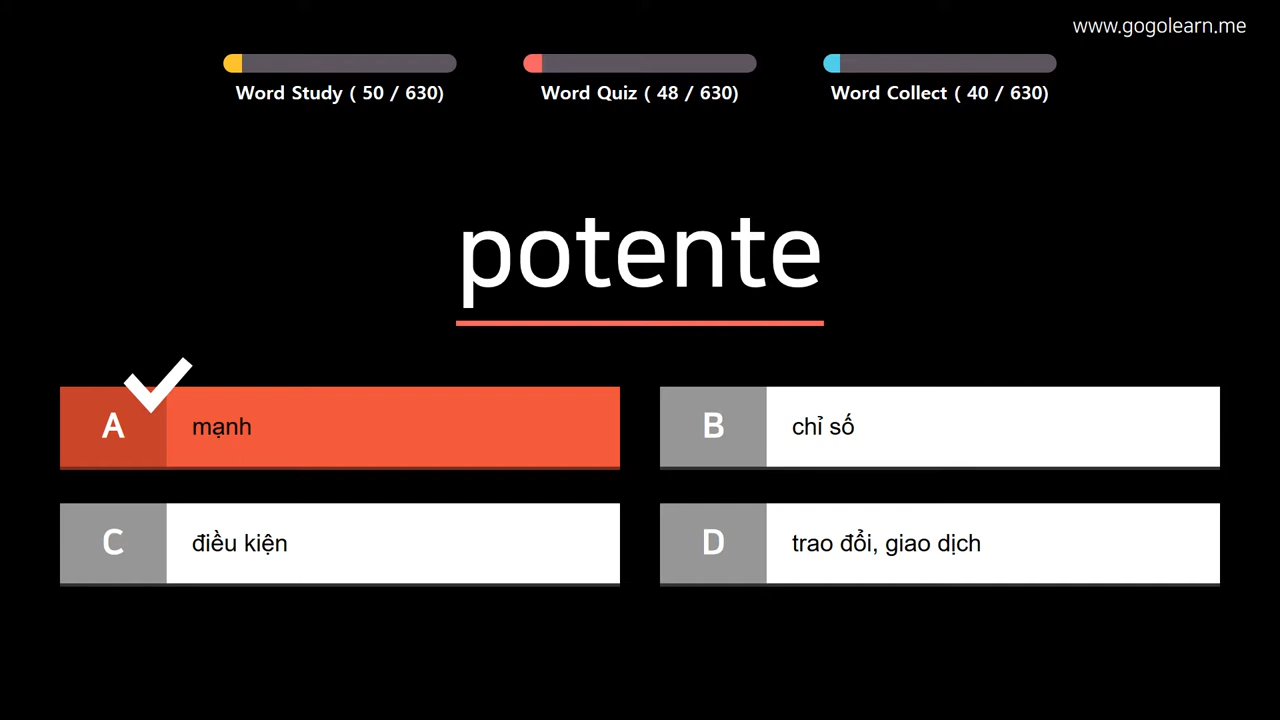 www.gogolearn.me
Word Study ( 50 / 630)
Word Quiz ( 48 / 630)
Word Collect ( 40 / 630)
potente
A mạnh
B chỉ số
C điều kiện
D trao đổi, giao dịch